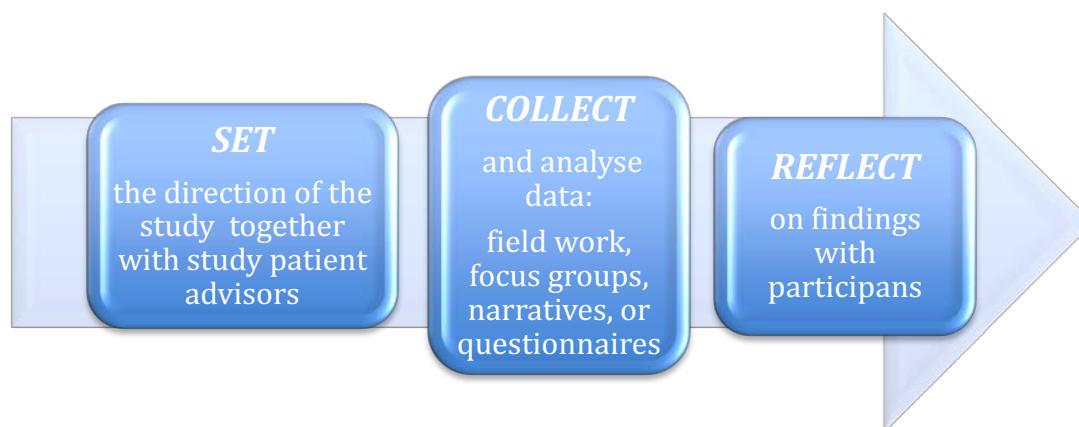 SET
the direction of the
study together
with study patient
advisors
COLLECT
and analyse
data:
field work,
focus groups,
narratives, or
questionnaires
REFLECT
on findings
with
participans